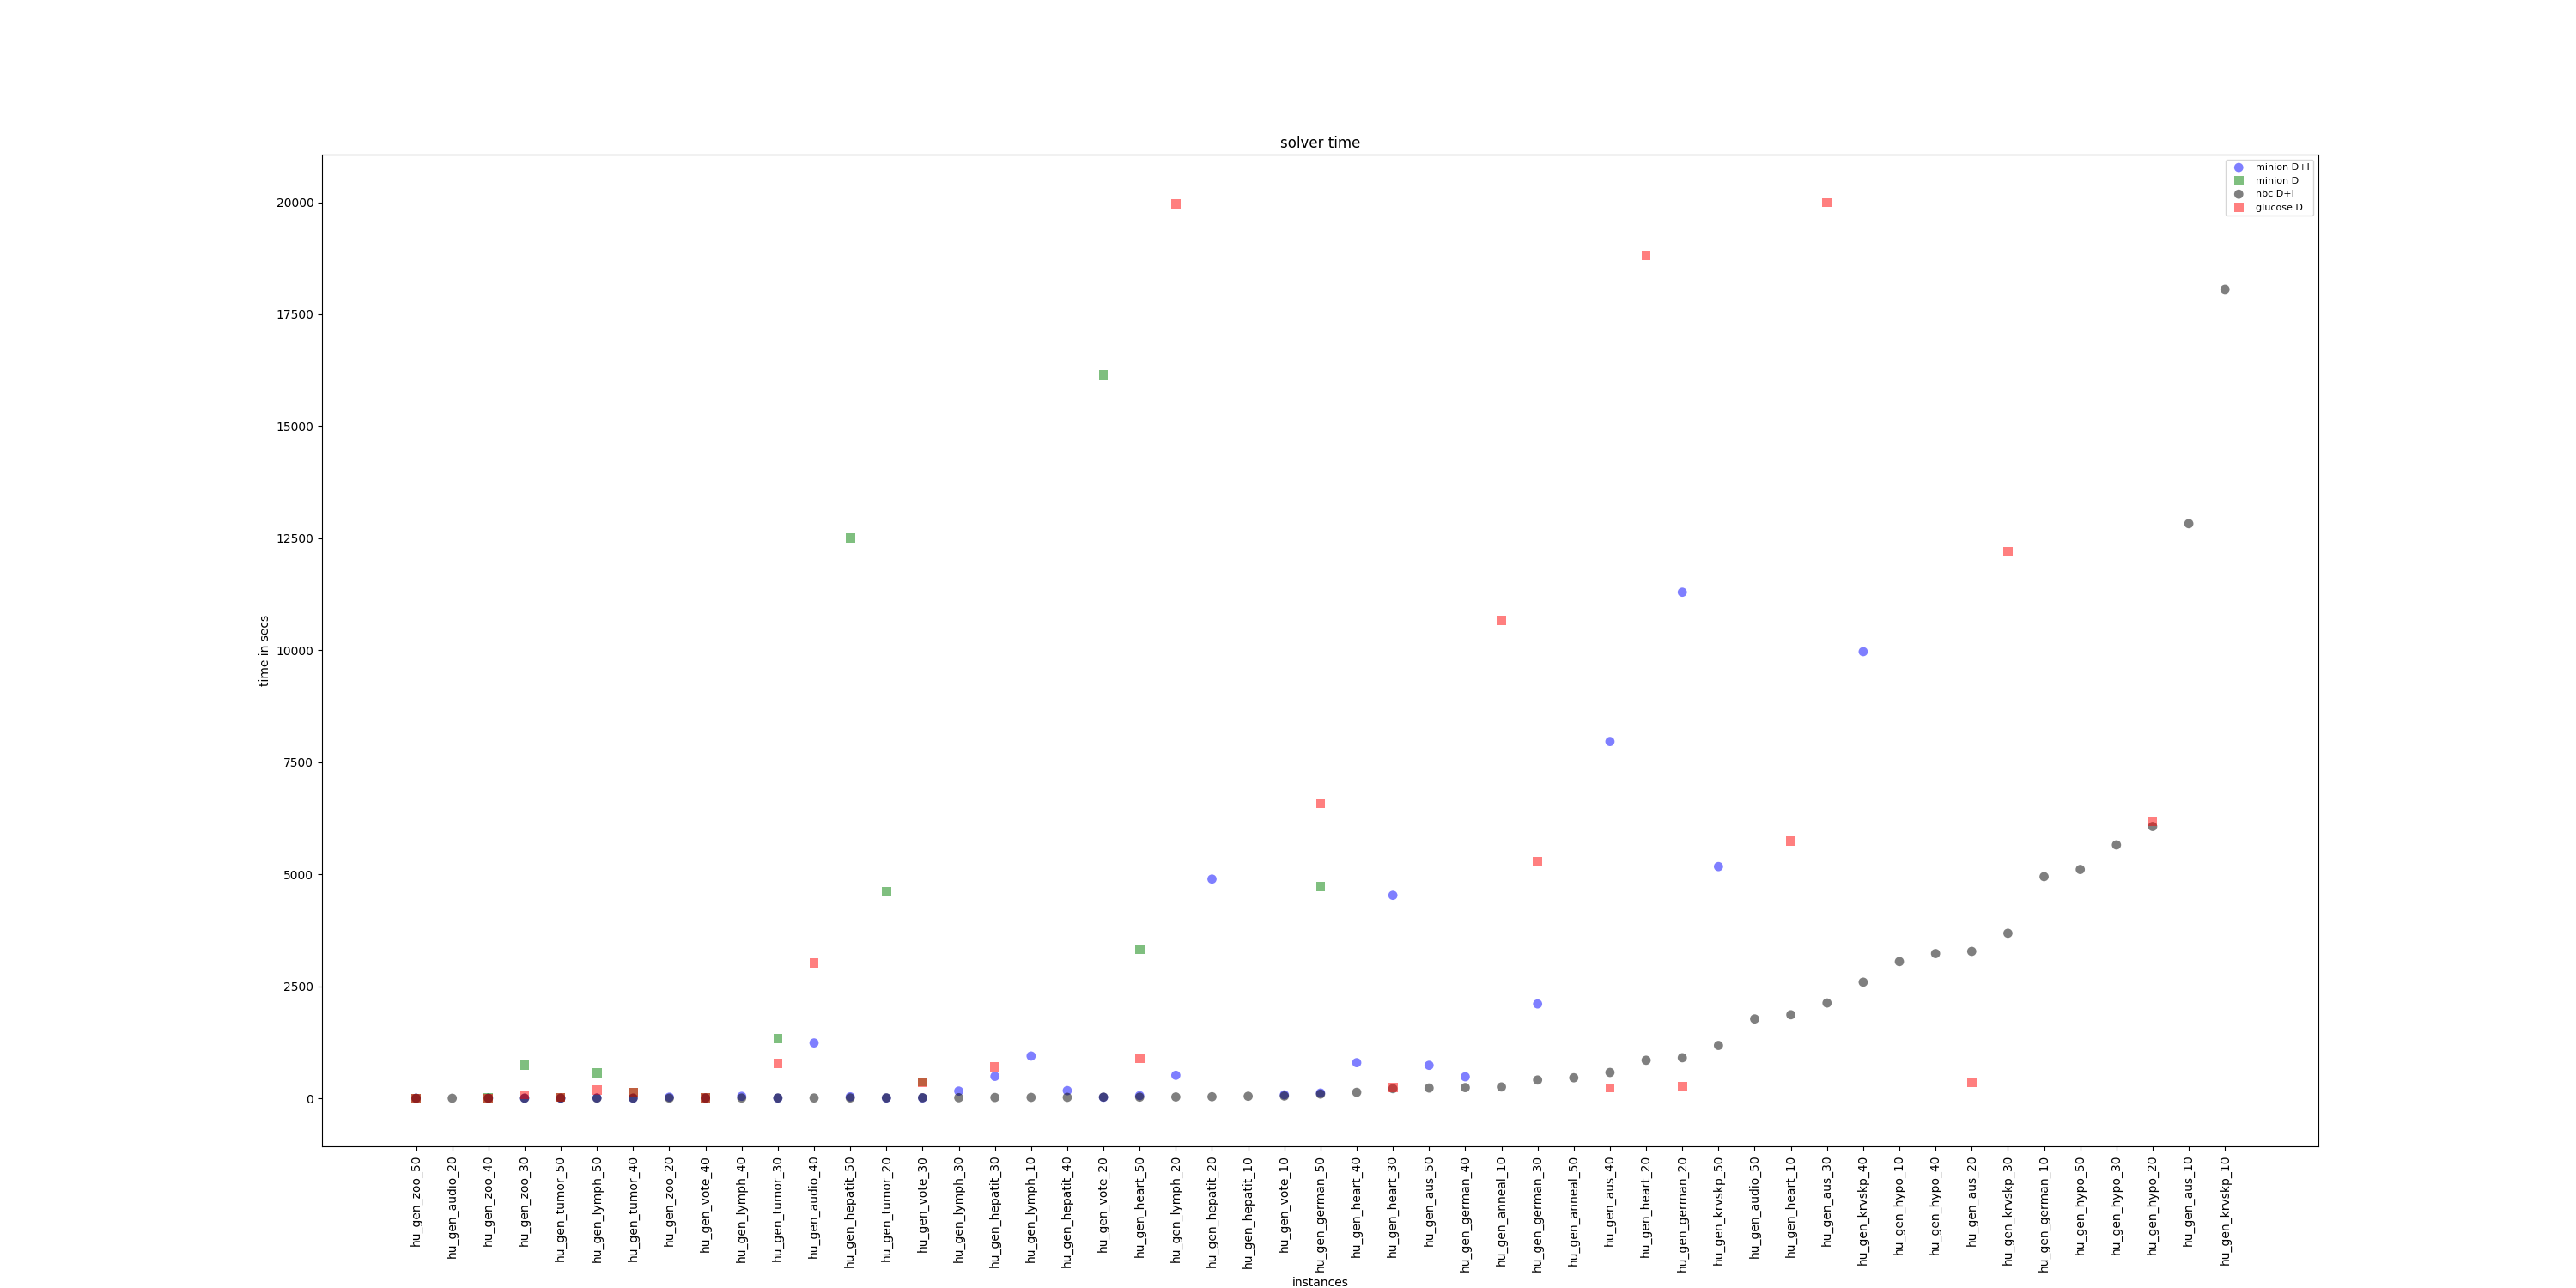 solver time
minion D+I
minion D
nbc D+I
glucose D
time in secs
20000
17500
15000
12500
10000
7500
5000
2500
0
hu_gen_zoo_50
hu_gen_audio_20
hu_gen_zoo_40
hu_gen_zoo_30
hu_gen_tumor_50
hu_gen_lymph_50
hu_gen_tumor_40
hu_gen_zoo_20
hu_gen_vote_40
hu_gen_lymph_40
hu_gen_tumor_30
hu_gen_audio_40
hu_gen_hepatit_50
hu_gen_tumor_20
hu_gen_vote_30
hu_gen_lymph_30
hu_gen_hepatit_30
hu_gen_lymph_10
hu_gen_hepatit_40
hu_gen_vote_20
hu_gen_heart_50
hu_gen_lymph_20
hu_gen_hepatit_20
hu_gen_hepatit_10
hu_gen_vote_10
hu_gen_german_50
hu_gen_heart_40
hu_gen_heart_30
hu_gen_aus_50
hu_gen_german_40
hu_gen_anneal_10
hu_gen_german_30
hu_gen_anneal_50
hu_gen_aus_40
hu_gen_heart_20
hu_gen_german_20
hu_gen_krvskp_50
hu_gen_audio_50
hu_gen_heart_10
hu_gen_aus_30
hu_gen_krvskp_40
hu_gen_hypo_10
hu_gen_hypo_40
hu_gen_aus_20
hu_gen_krvskp_30
hu_gen_german_10
hu_gen_hypo_50
hu_gen_hypo_30
hu_gen_hypo_20
hu_gen_aus_10
hu_gen_krvskp_10
instances